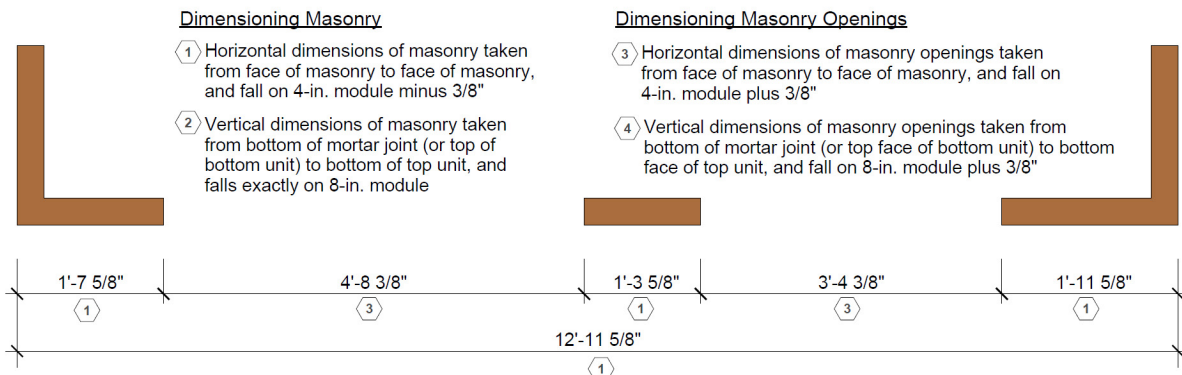 Dimensioning Masonry
1 Horizontal dimensions of masonry taken
from face of masonry to face of masonry,
and fall on 4-in. module minus 3/8"
2 Vertical dimensions of masonry taken
from bottom of mortar joint (or top of
bottom unit) to bottom of top unit, and
falls exactly on 8-in. module
Dimensioning Masonry Openings
3 Horizontal dimensions of masonry openings taken
from face of masonry to face of masonry, and fall on
4-in. module plus 3/8"
4 Vertical dimensions of masonry openings taken from
bottom of mortar joint (or top face of bottom unit) to bottom
face of top unit, and fall on 8-in. module plus 3/8"
1'-7 5/8" 4'-8 3/8" 1'-3 5/8" 3'-4 3/8" 1'-11 5/8"
1 3 1 3 1
12'-11 5/8"
1